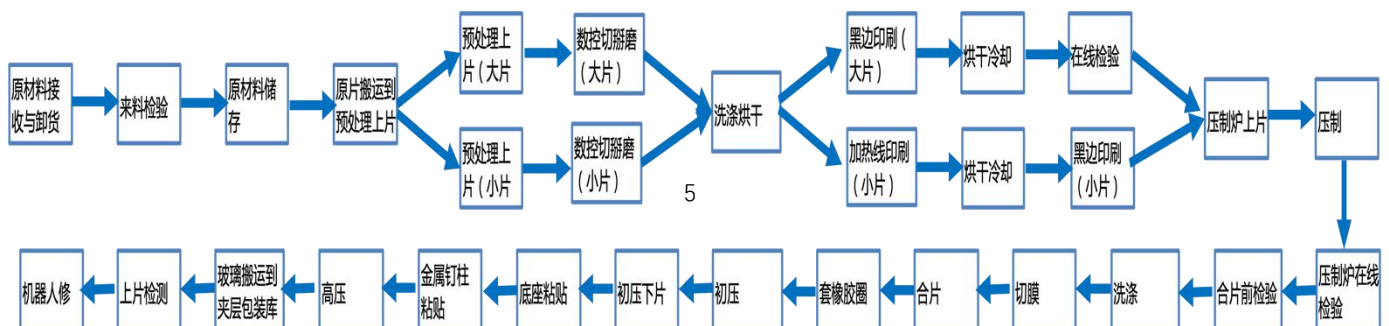 原材料接
收与卸货
来料检验
原材料储
存
原片搬运到
预处理上片
预处理上
片（大片
数控切掰磨
（大片）
预处理上
片（小片
数控切掰磨
（小片）
洗涤烘干
黑边印刷（
大片）
烘干冷却
在线检验
加热线印刷
（小片）
烘干冷却
黑边印刷
（小片）
压制炉上片
压制
5
压制炉在线
检验
合片前检验
洗涤
切膜
合片
套橡胶圈
初压
初压下片
底座粘贴
金属钉柱
粘贴
高压
玻璃搬运到
夹层包装库
上片检测
机器人修